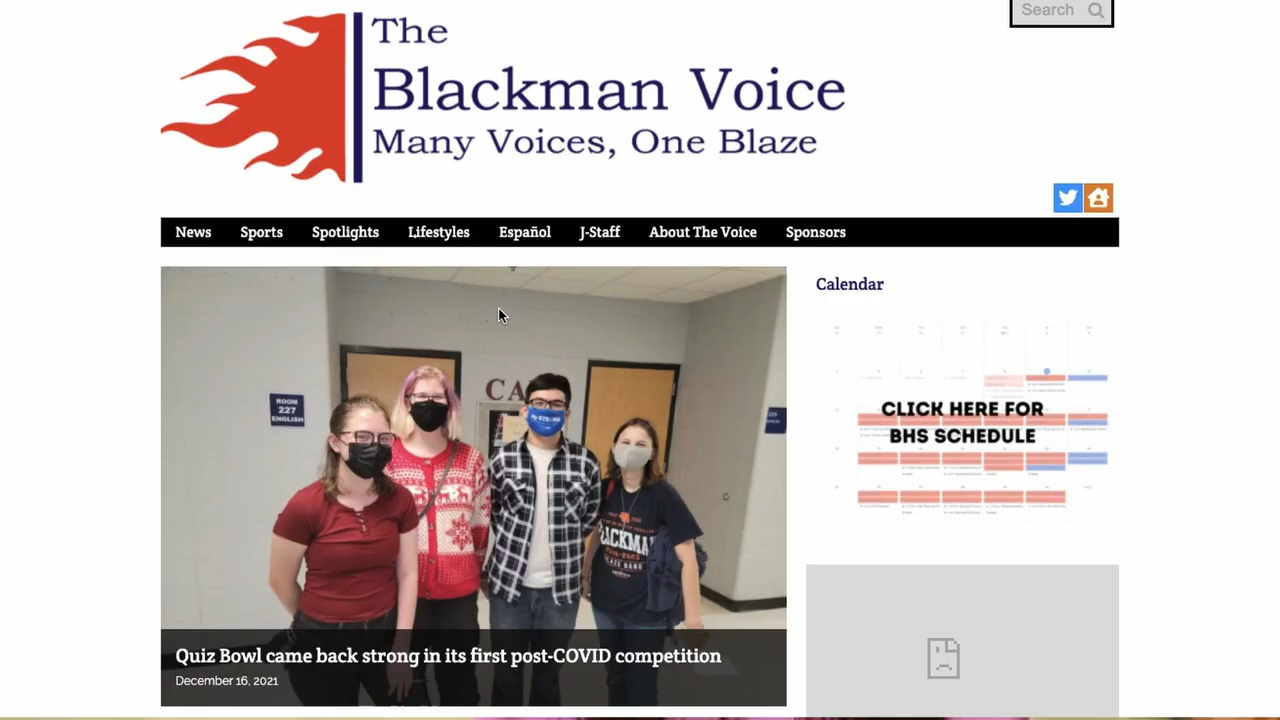 Search
The
Blackman Voice
Many Voices, One Blaze
News Sports Spotlights Lifestyles Español J-Staff About The Voice Sponsors
Calendar
CLICK HERE FOR
BHS SCHEDULE
CA
ROOM
227
ENGLISH
BLACKMAN
Quiz Bowl came back strong in its first post-COVID competition
December 16, 2021